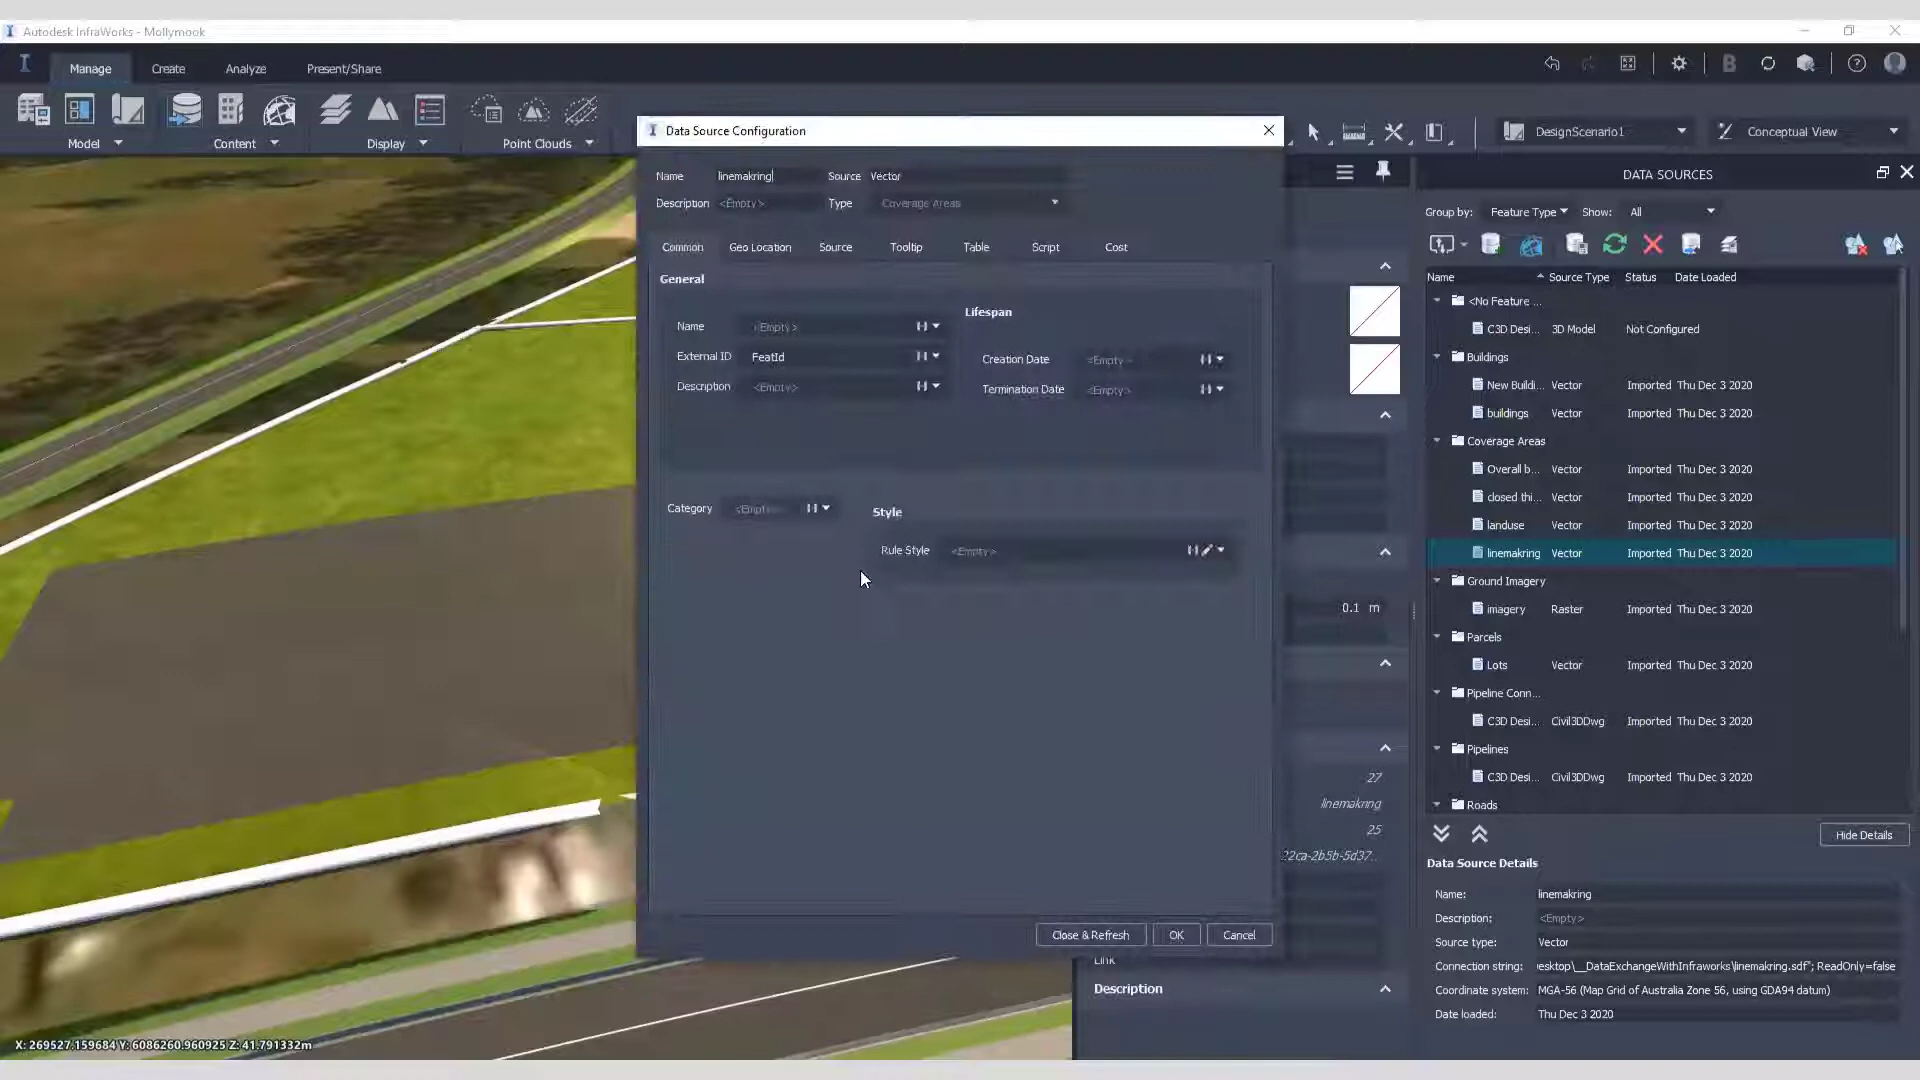 Autodesk InfraWorks - Mollymook
Manage
Create
Analyze
Present/Share
Model
Content
Display
Point Clouds
DesignScenario1
Conceptual View
Data Source Configuration
Name
linemakring
Source
Vector
Description
<Empty>
Type
Coverage Areas
Common
Geo Location
Source
Tooltip
Table
Script
Cost
General
Name
<Empty>
External ID
FeatId
Description
<Empty>
Lifespan
Creation Date
<Empty>
Termination Date
<Empty>
Category
<Empty>
Style
Rule Style
<Empty>
Close & Refresh
OK
Cancel
0.1 m
27
linemakring
25
22ca-2b5b-5d37..
Link
Description
DATA SOURCES
Group by: Feature Type Show: All
Name Source Type Status Date Loaded
<No Feature ...
C3D Desi... 3D Model Not Configured
Buildings
New Buildi... Vector Imported Thu Dec 3 2020
buildings Vector Imported Thu Dec 3 2020
Coverage Areas
Overall b... Vector Imported Thu Dec 3 2020
closed thi... Vector Imported Thu Dec 3 2020
landuse Vector Imported Thu Dec 3 2020
linemakring Vector Imported Thu Dec 3 2020
Ground Imagery
imagery Raster Imported Thu Dec 3 2020
Parcels
Lots Vector Imported Thu Dec 3 2020
Pipeline Conn...
C3D Desi... Civil3DDwg Imported Thu Dec 3 2020
Pipelines
C3D Desi... Civil3DDwg Imported Thu Dec 3 2020
Roads
Hide Details
Data Source Details
Name: linemakring
Description: <Empty>
Source type: Vector
Connection string: esktop\__DataExchangeWithInfraworks\linemakring.sdf"; ReadOnly=false
Coordinate system: MGA-56 (Map Grid of Australia Zone 56, using GDA94 datum)
Date loaded: Thu Dec 3 2020
X: 269527.159684 Y: 6086260.960925 Z: 41.791332m